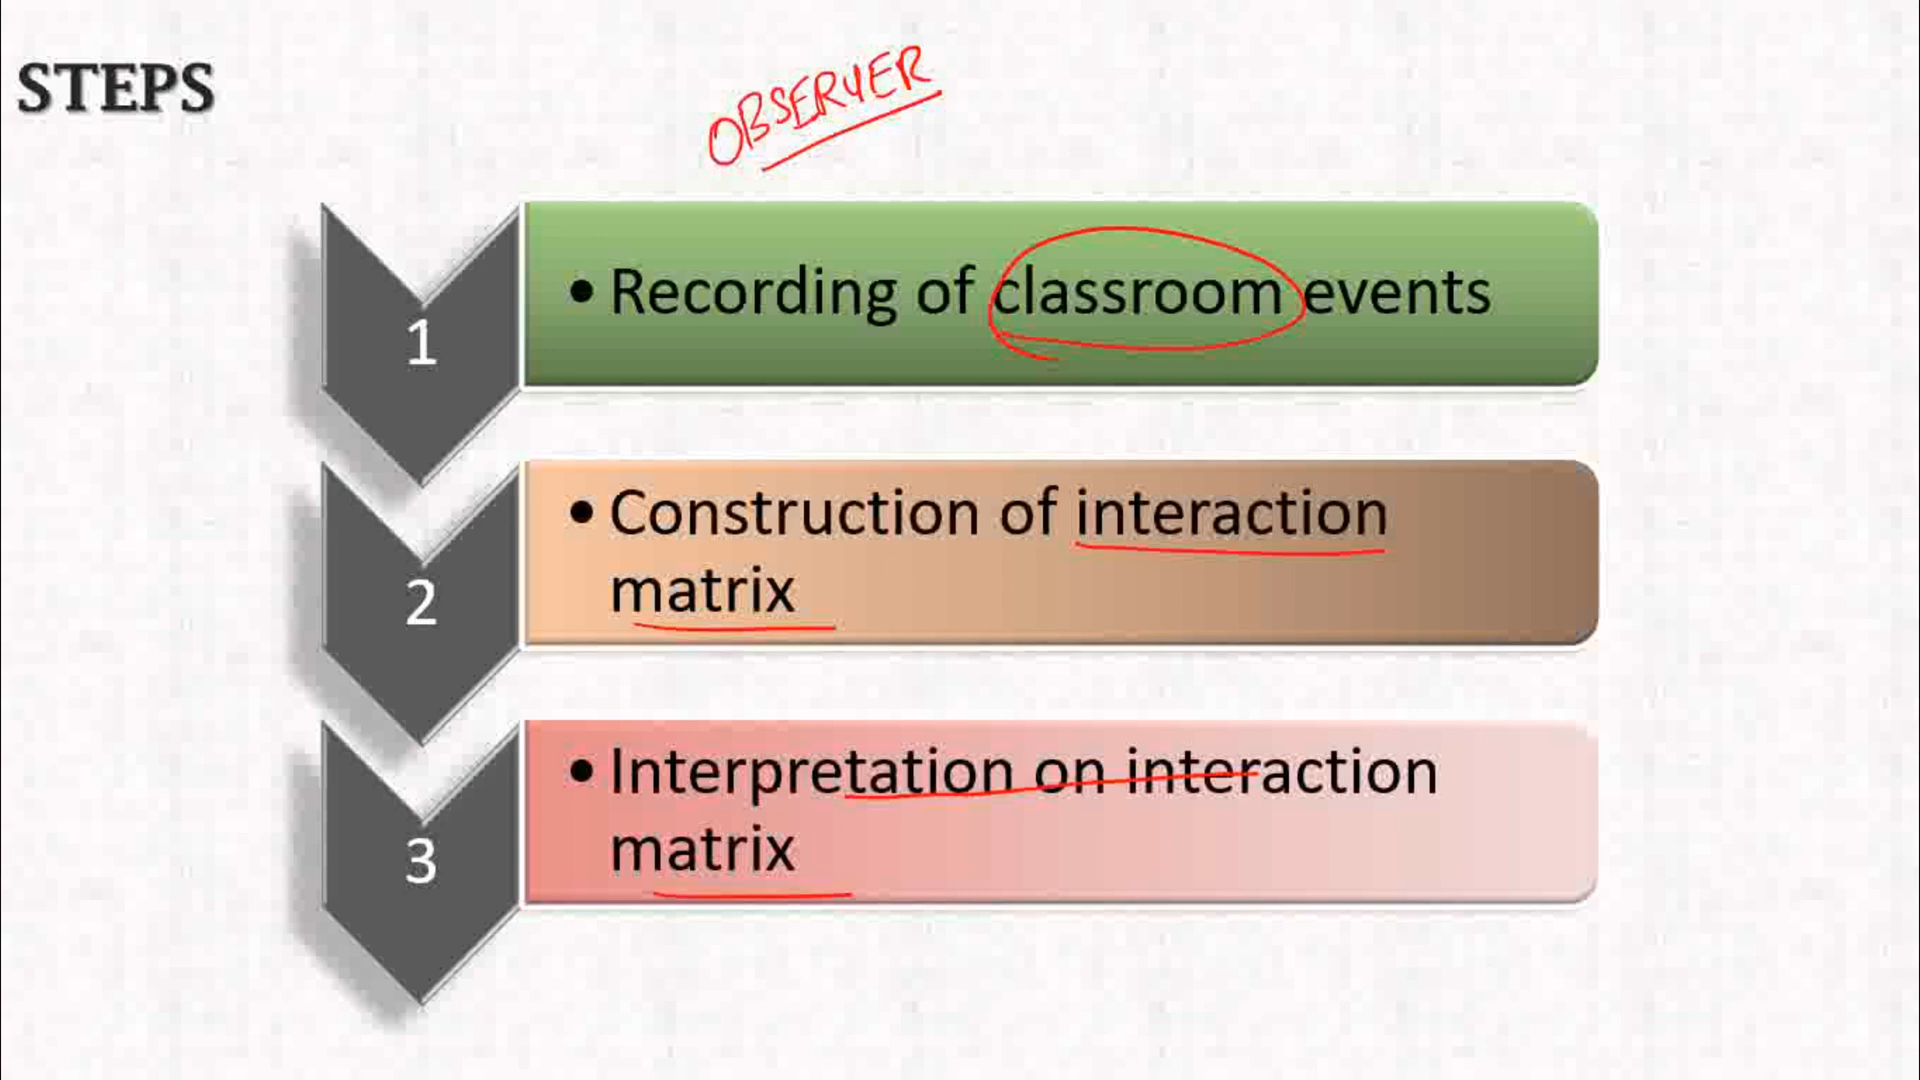 STEPS
OBSERVER
1
• Recording of classroom events
2
• Construction of interaction
matrix
3
• Interpretation on interaction
matrix